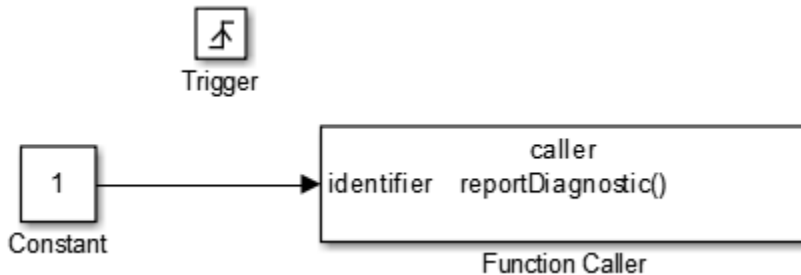 Trigger
caller
1
identifier reportDiagnostic()
Constant
Function Caller